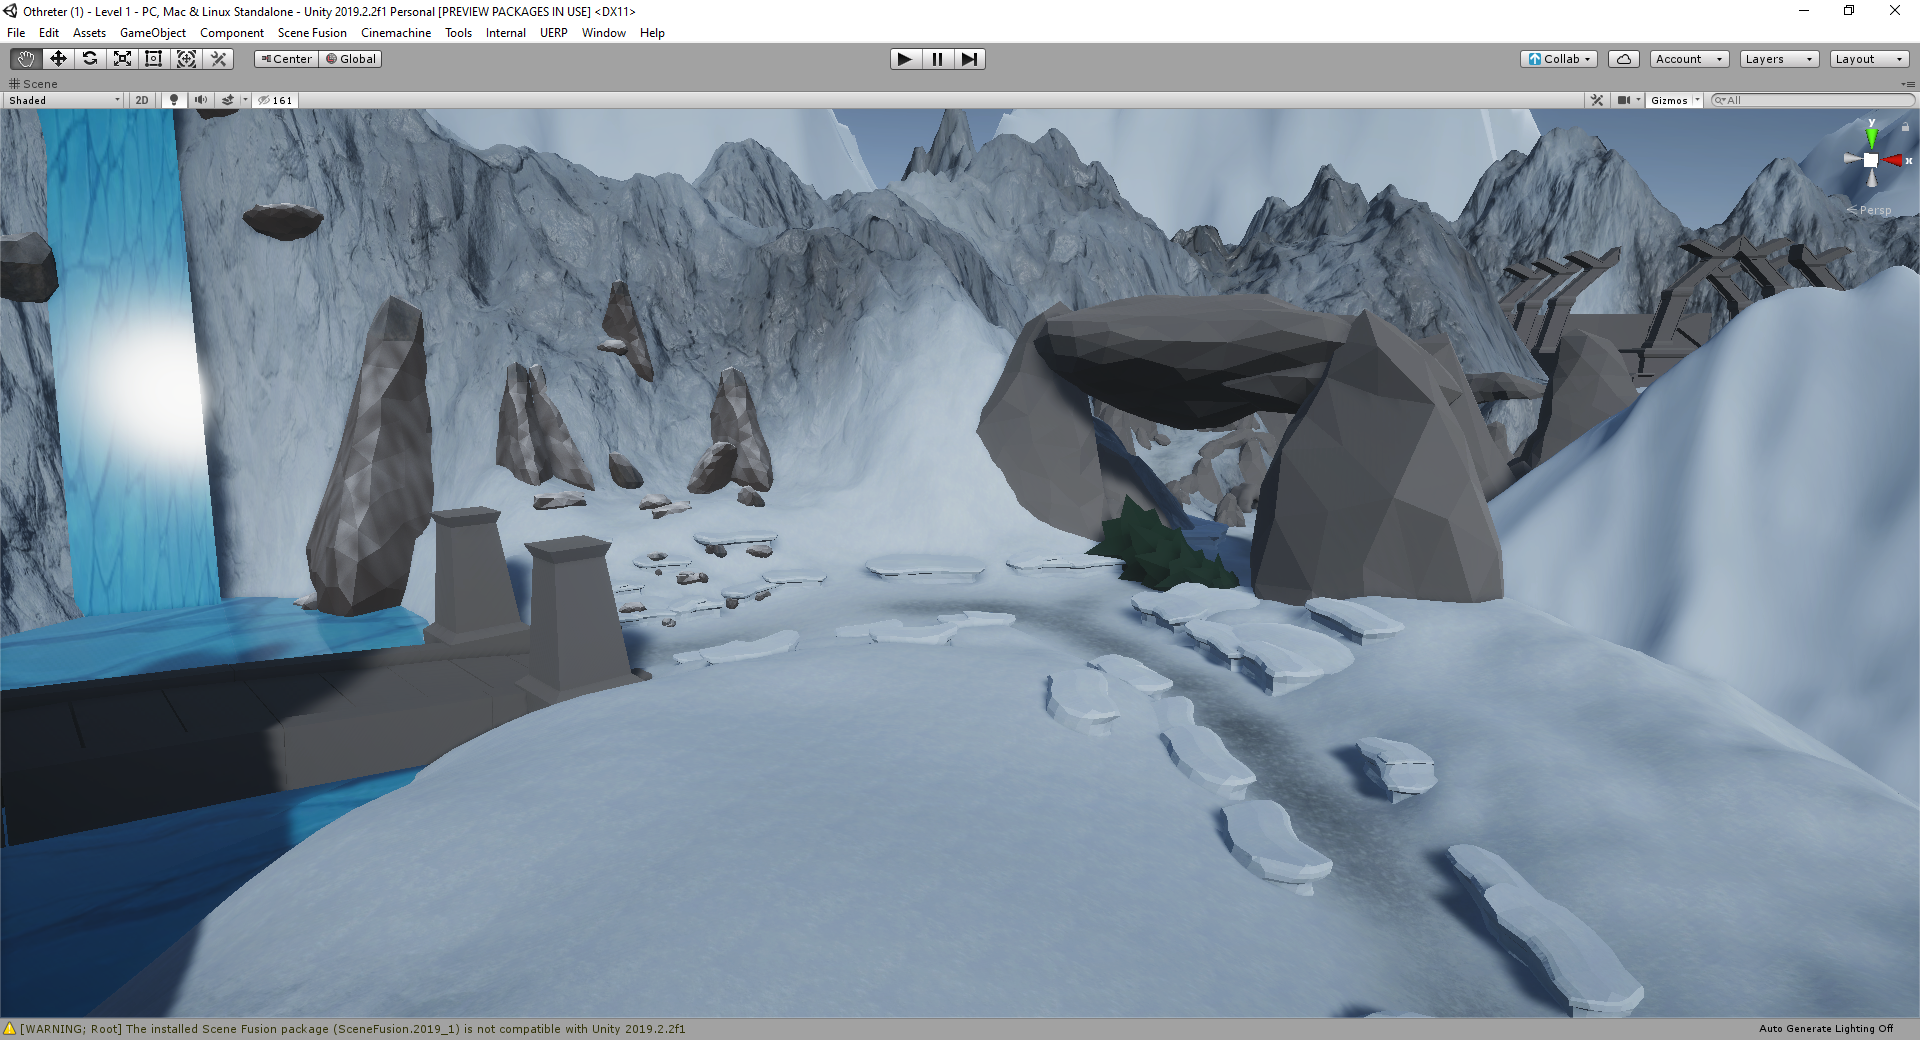 Othreter (1) - Level 1 - PC, Mac & Linux Standalone - Unity 2019.2.2f1 Personal [PREVIEW PACKAGES IN USE] <DX11>
File Edit Assets GameObject Component Scene Fusion Cinemachine Tools Internal UERP Window Help
Center Global Collab Account Layers Layout
Scene
Shaded 2D 161 Gizmos All
y
x
Persp
[WARNING; Root] The installed Scene Fusion package (SceneFusion.2019_1) is not compatible with Unity 2019.2.2f1 Auto Generate Lighting Off